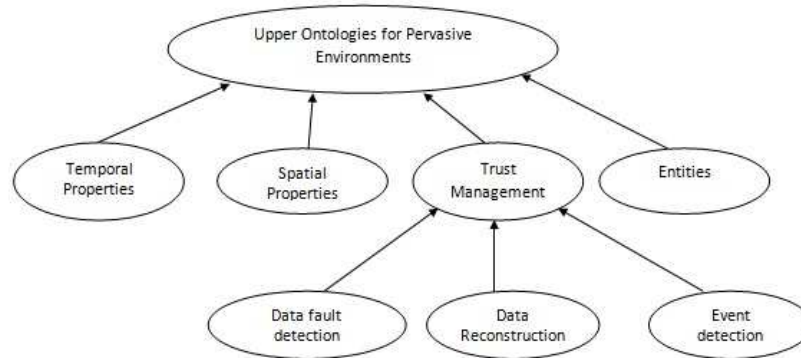 Upper Ontologies for Pervasive
Environments
Temporal
Properties
Spatial
Properties
Trust
Management
Entities
Data fault
detection
Data
Reconstruction
Event
detection